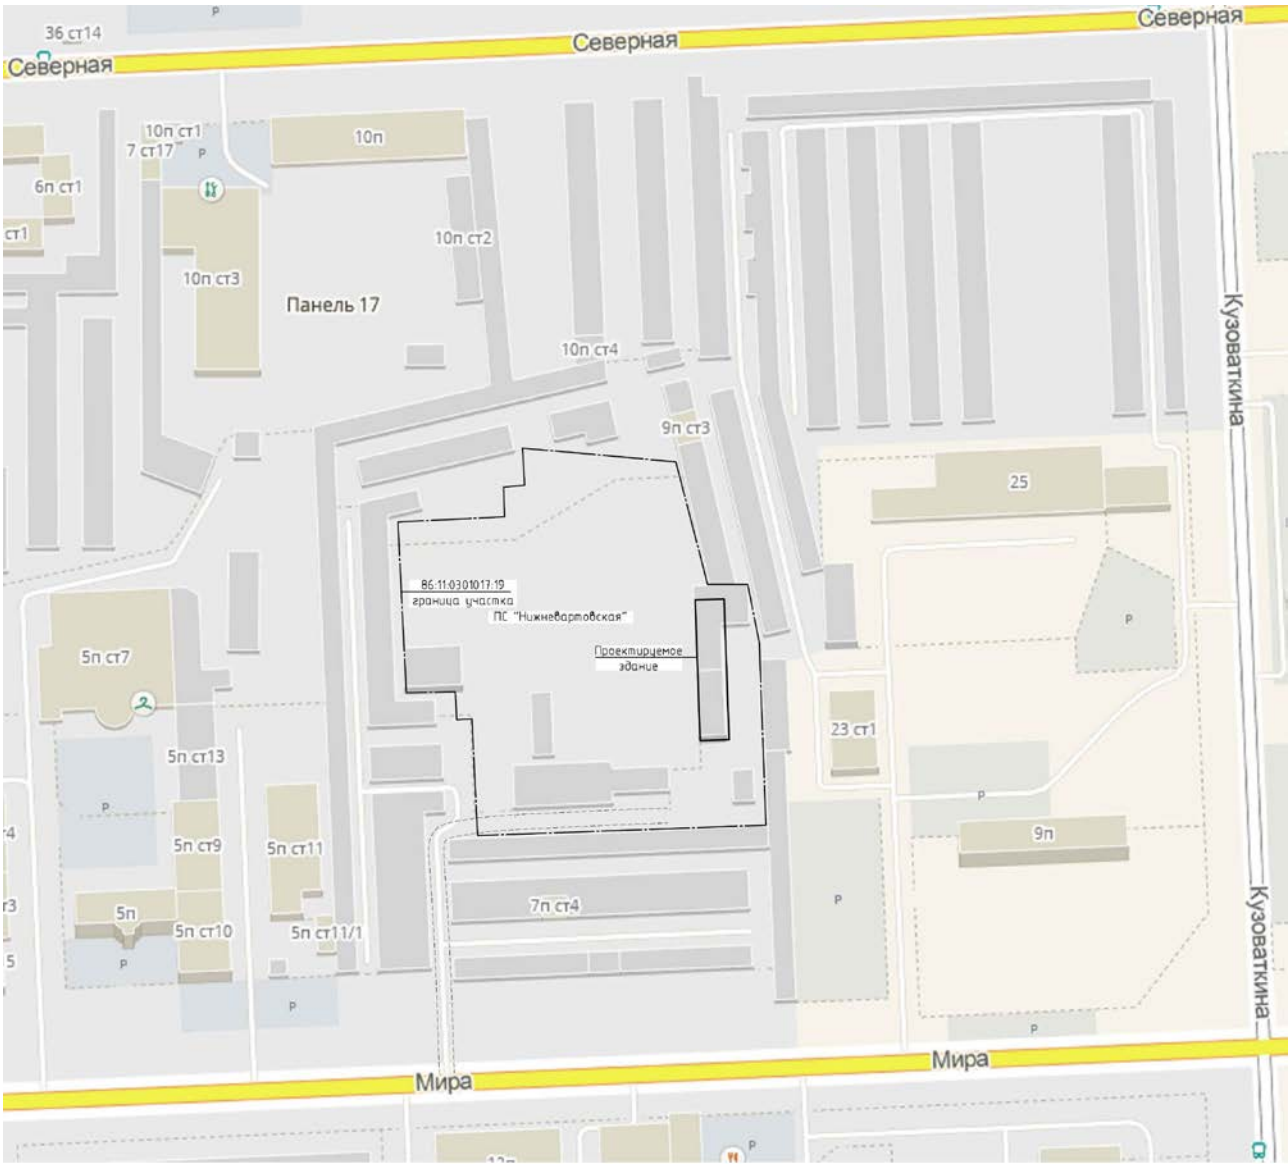 P
36 ст14
Северная
Северная
Северная
10п ст1
7 ст17
P
10п
6п ст1
ст1
10п ст2
10п ст3
Панель 17
Кузоваткина
10п ст4
9п ст3
25
86:11:0301017:19
граница участка
ПС "Нижневартовская"
P
Проектируемое
здание
5п ст7
23 ст1
5п ст13
P
P
т4
5п ст9
5п ст11
9п
т3
5п
7п ст4
P
5п ст10
5п ст11/1
5
P
Кузоваткина
P
P
Мира
Мира
P